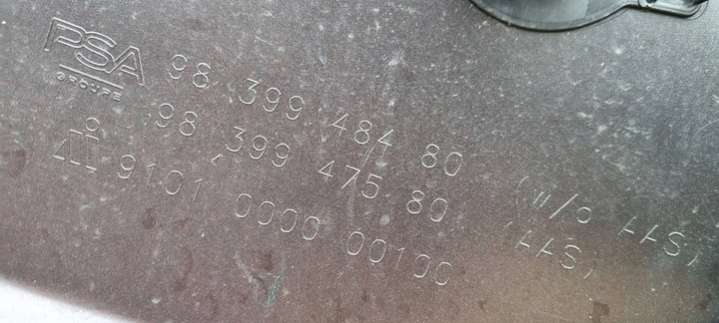 PSA
GROUPE
98 399 484 80 (W/O AAS)
98 399 475 80 (AAS)
9101 0000 00100